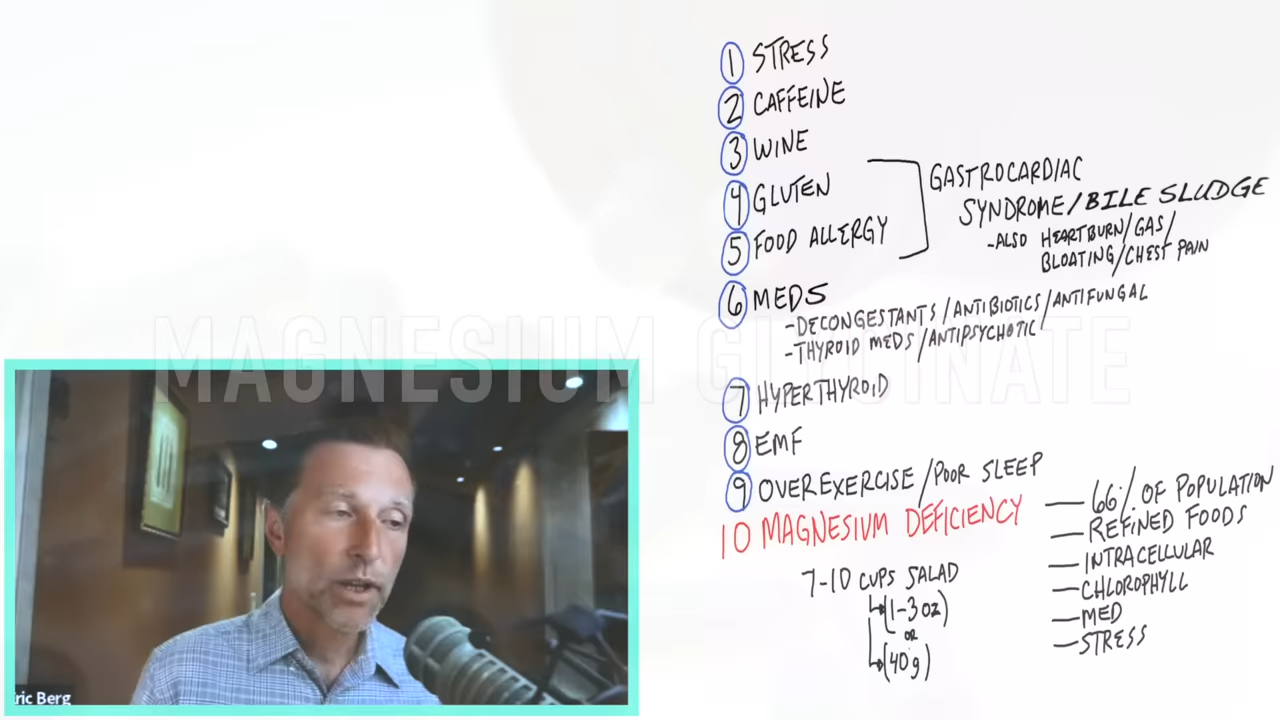 ① STRESS
② CAFFEINE
③ WINE
④ GLUTEN
⑤ FOOD ALLERGY
GASTROCARDIAC
SYNDROME/BILE SLUDGE
-ALSO HEARTBURN/GAS/
BLOATING/CHEST PAIN
⑥ MEDS
-DECONGESTANTS/ANTIBIOTICS/ANTIFUNGAL
-THYROID MEDS/ANTIPSYCHOTIC/
MAGNESIUM GLYCINATE
⑦ HYPERTHYROID
⑧ EMF
⑨ OVEREXERCISE/POOR SLEEP
10 MAGNESIUM DEFICIENCY
— 66% OF POPULATION
— REFINED FOODS
— INTRACELLULAR
— CHLOROPHYLL
— MED
— STRESS
7-10 CUPS SALAD
(1-3 OZ)
OR
(40g)
ric Berg